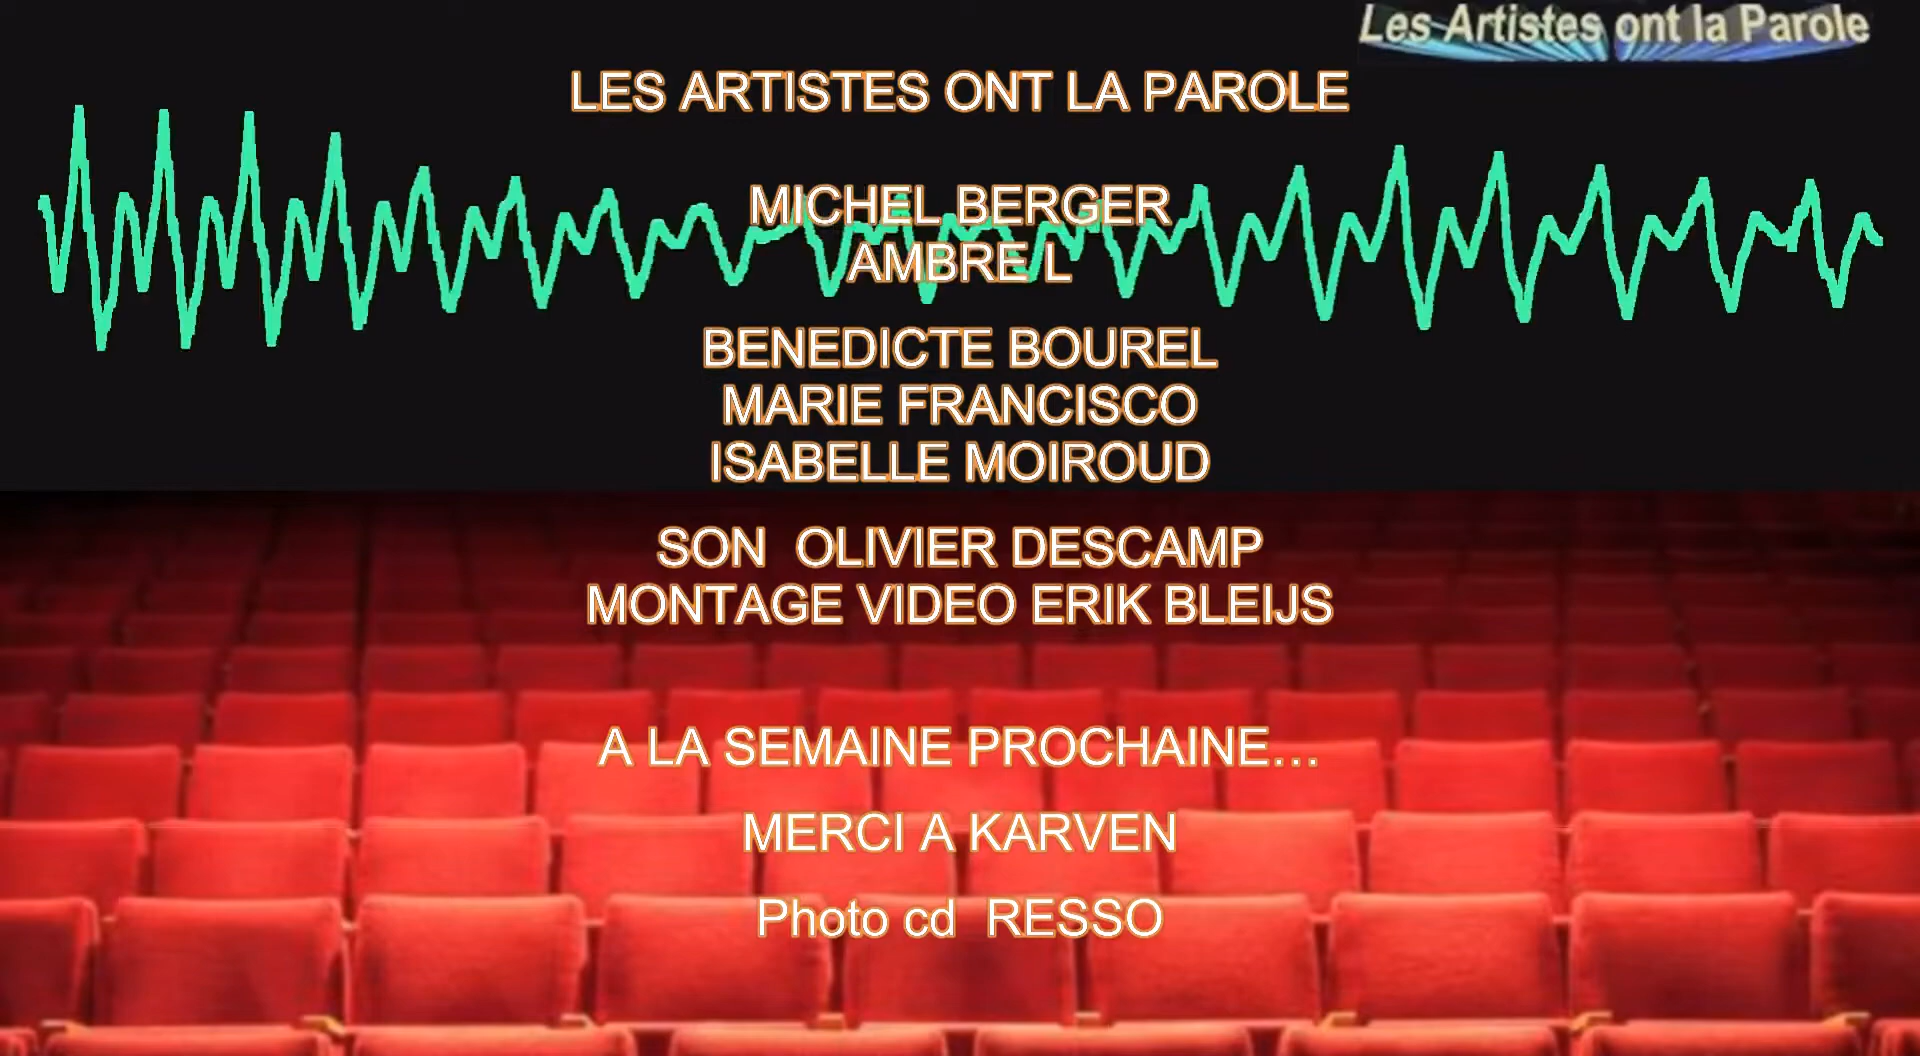 Les Artistes ont la Parole
LES ARTISTES ONT LA PAROLE
MICHEL BERGER
AMBRE L
BENEDICTE BOUREL
MARIE FRANCISCO
ISABELLE MOIROUD
SON  OLIVIER DESCAMP
MONTAGE VIDEO ERIK BLEIJS
A LA SEMAINE PROCHAINE...
MERCI A KARVEN
Photo cd  RESSO